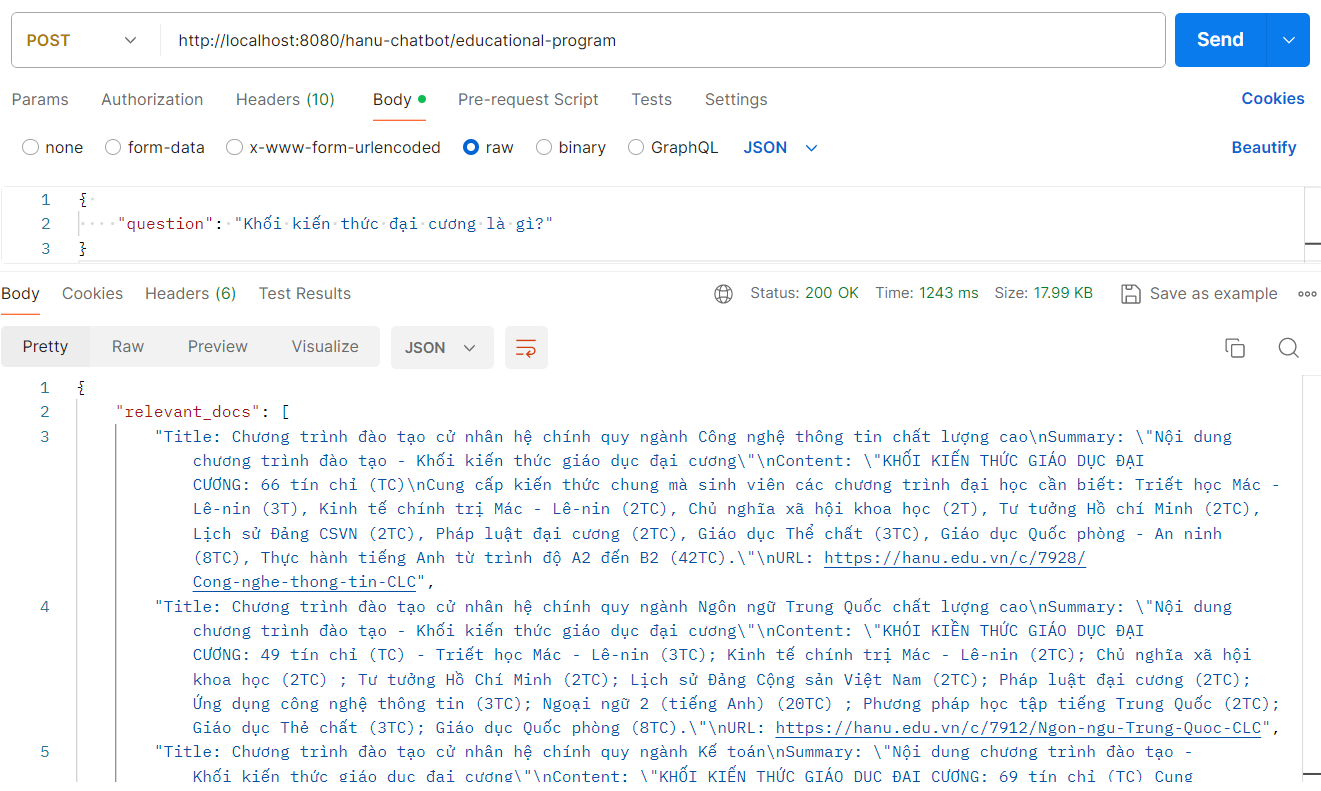 POST http://localhost:8080/hanu-chatbot/educational-program Send
Params Authorization Headers (10) Body Pre-request Script Tests Settings Cookies
none form-data x-www-form-urlencoded raw binary GraphQL JSON Beautify
1 {
2 "question": "Khối kiến thức đại cương là gì?"
3 }
Body Cookies Headers (6) Test Results Status: 200 OK Time: 1243 ms Size: 17.99 KB Save as example
Pretty Raw Preview Visualize JSON
1 {
2 "relevant_docs": [
3 "Title: Chương trình đào tạo cử nhân hệ chính quy ngành Công nghệ thông tin chất lượng cao\nSummary: \"Nội dung
chương trình đào tạo - Khối kiến thức giáo dục đại cương\"\nContent: \"KHỐI KIẾN THỨC GIÁO DỤC ĐẠI
CƯƠNG: 66 tín chỉ (TC)\nCung cấp kiến thức chung mà sinh viên các chương trình đại học cần biết: Triết học Mác -
Lê-nin (3T), Kinh tế chính trị Mác - Lê-nin (2TC), Chủ nghĩa xã hội khoa học (2T), Tư tưởng Hồ chí Minh (2TC),
Lịch sử Đảng CSVN (2TC), Pháp luật đại cương (2TC), Giáo dục Thể chất (3TC), Giáo dục Quốc phòng - An ninh
(8TC), Thực hành tiếng Anh từ trình độ A2 đến B2 (42TC).\"\nURL: https://hanu.edu.vn/c/7928/
Cong-nghe-thong-tin-CLC",
4 "Title: Chương trình đào tạo cử nhân hệ chính quy ngành Ngôn ngữ Trung Quốc chất lượng cao\nSummary: \"Nội dung
chương trình đào tạo - Khối kiến thức giáo dục đại cương\"\nContent: \"KHỐI KIẾN THỨC GIÁO DỤC ĐẠI
CƯƠNG: 49 tín chỉ (TC) - Triết học Mác - Lê-nin (3TC); Kinh tế chính trị Mác - Lê-nin (2TC); Chủ nghĩa xã hội
khoa học (2TC) ; Tư tưởng Hồ Chí Minh (2TC); Lịch sử Đảng Cộng sản Việt Nam (2TC); Pháp luật đại cương (2TC);
Ứng dụng công nghệ thông tin (3TC); Ngoại ngữ 2 (tiếng Anh) (20TC) ; Phương pháp học tập tiếng Trung Quốc (2TC);
Giáo dục Thẻ chất (3TC); Giáo dục Quốc phòng (8TC).\"\nURL: https://hanu.edu.vn/c/7912/Ngon-ngu-Trung-Quoc-CLC",
5 "Title: Chương trình đào tạo cử nhân hệ chính quy ngành Kế toán\nSummary: \"Nội dung chương trình đào tạo -
Khối kiến thức giáo dục đại cương\"\nContent: \"KHỐI KIẾN THỨC GIÁO DỤC ĐẠI CƯƠNG: 69 tín chỉ (TC) Cung